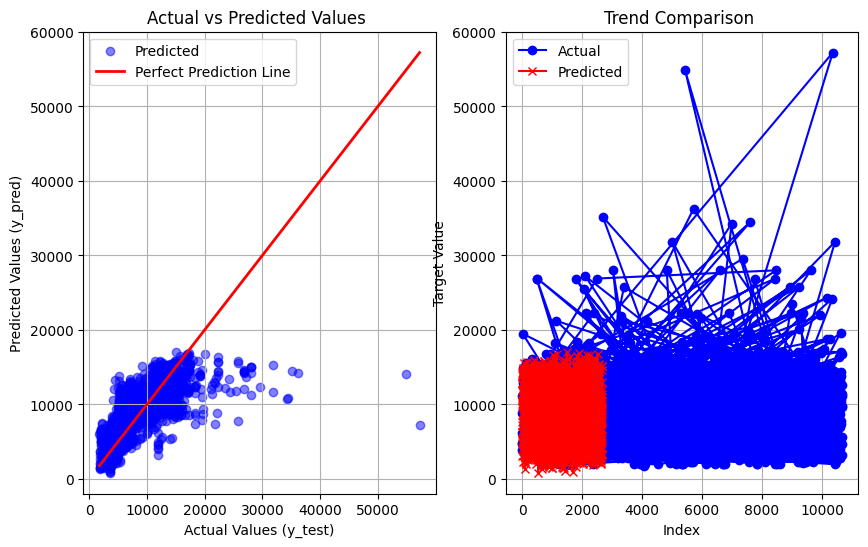 Actual vs Predicted Values
Predicted
Perfect Prediction Line
60000
50000
40000
30000
20000
10000
0
Predicted Values (y_pred)
0
10000
20000
30000
40000
50000
Actual Values (y_test)
Trend Comparison
Actual
Predicted
60000
50000
40000
30000
20000
10000
0
Target Value
0
2000
4000
6000
8000
10000
Index